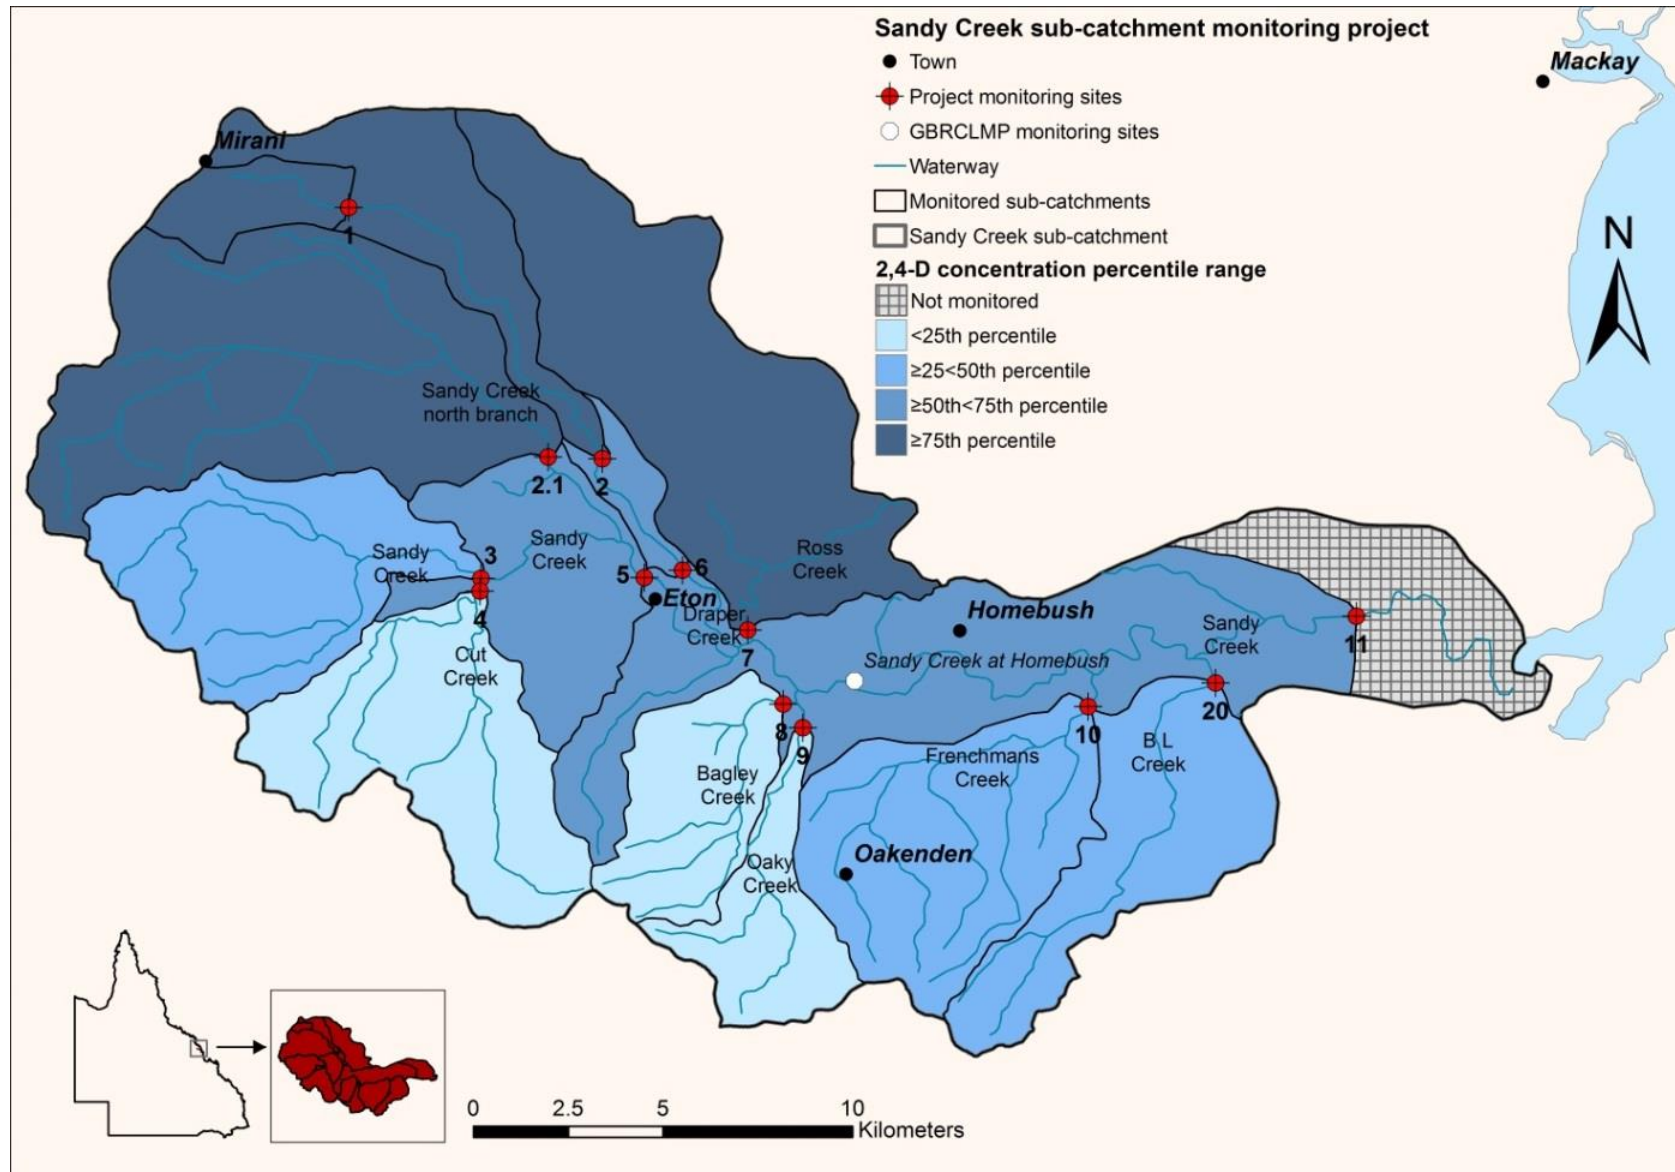 Sandy Creek sub-catchment monitoring project
Town
Project monitoring sites
GBRCLMP monitoring sites
Waterway
Monitored sub-catchments
Sandy Creek sub-catchment
2,4-D concentration percentile range
Not monitored
<25th percentile
≥25<50th percentile
≥50th<75th percentile
≥75th percentile
Mackay
N
Mirani
1
Sandy Creek
north branch
2.1
2
Sandy
Creek
3
4
Sandy
Creek
5
6
Eton
Draper
Creek
7
Ross
Creek
Homebush
Sandy Creek at Homebush
Sandy
Creek
11
20
Cut
Creek
8
9
10
Bagley
Creek
Frenchmans
Creek
B L
Creek
Oaky
Creek
Oakenden
0
2.5
5
10
Kilometers